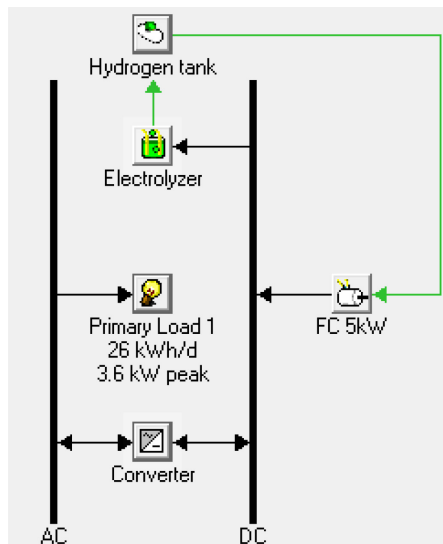 Hydrogen tank
Electrolyzer
Primary Load 1
26 kWh/d
3.6 kW peak
FC 5kW
Converter
AC
DC